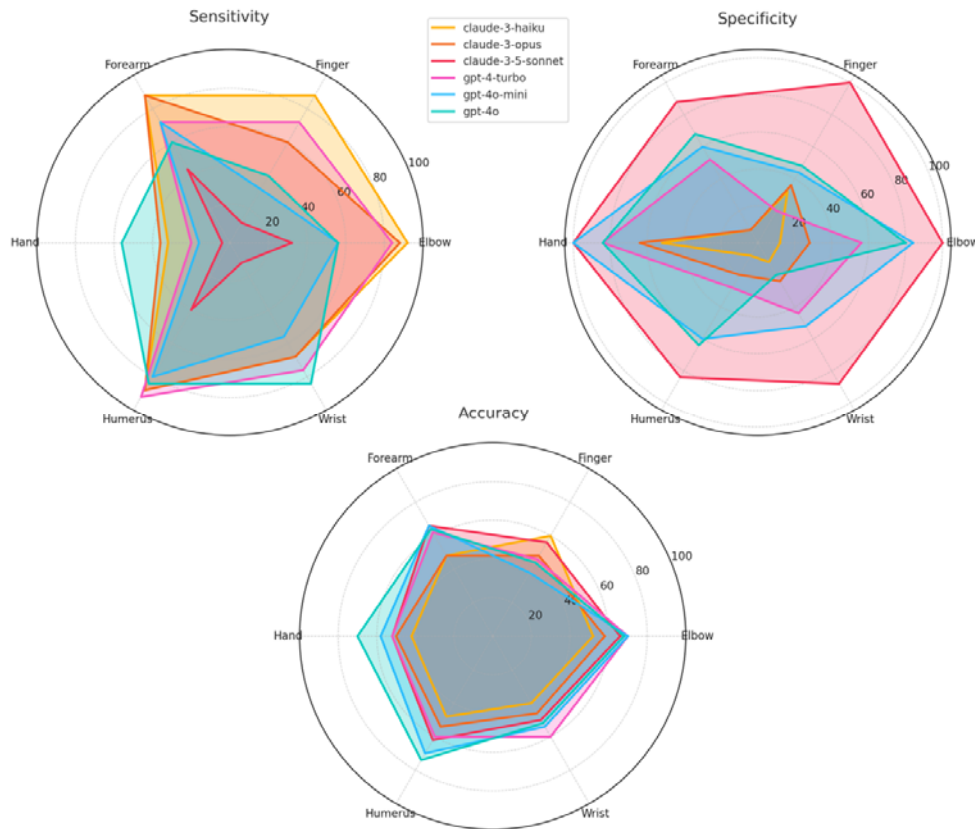 Sensitivity
Forearm
Finger
Hand
Elbow
Humerus
Wrist
20
40
60
80
100
claude-3-haiku
claude-3-opus
claude-3-5-sonnet
gpt-4-turbo
gpt-4o-mini
gpt-4o
Specificity
Forearm
Finger
Hand
Elbow
Humerus
Wrist
20
40
60
80
100
Accuracy
Forearm
Finger
Hand
Elbow
Humerus
Wrist
20
40
60
80
100